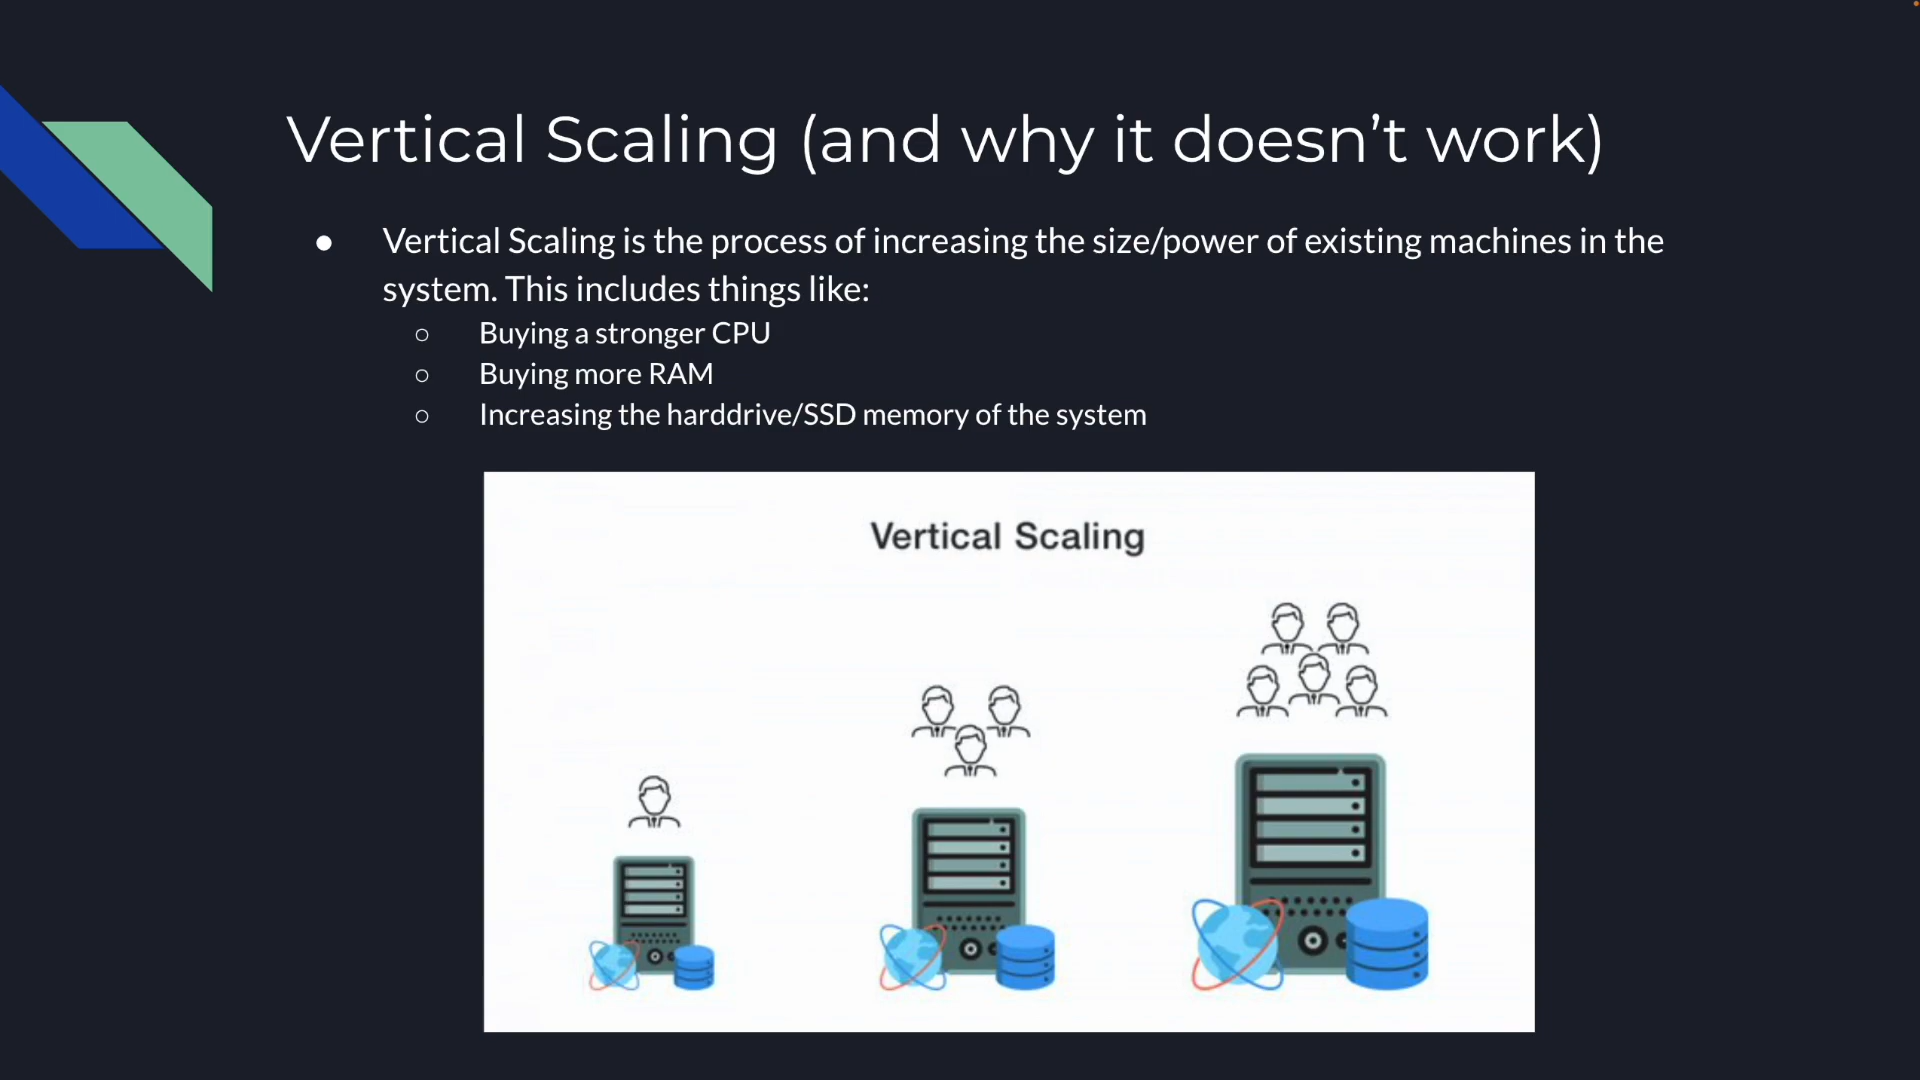 Vertical Scaling (and why it doesn’t work)
● Vertical Scaling is the process of increasing the size/power of existing machines in the
system. This includes things like:
○ Buying a stronger CPU
○ Buying more RAM
○ Increasing the harddrive/SSD memory of the system
Vertical Scaling